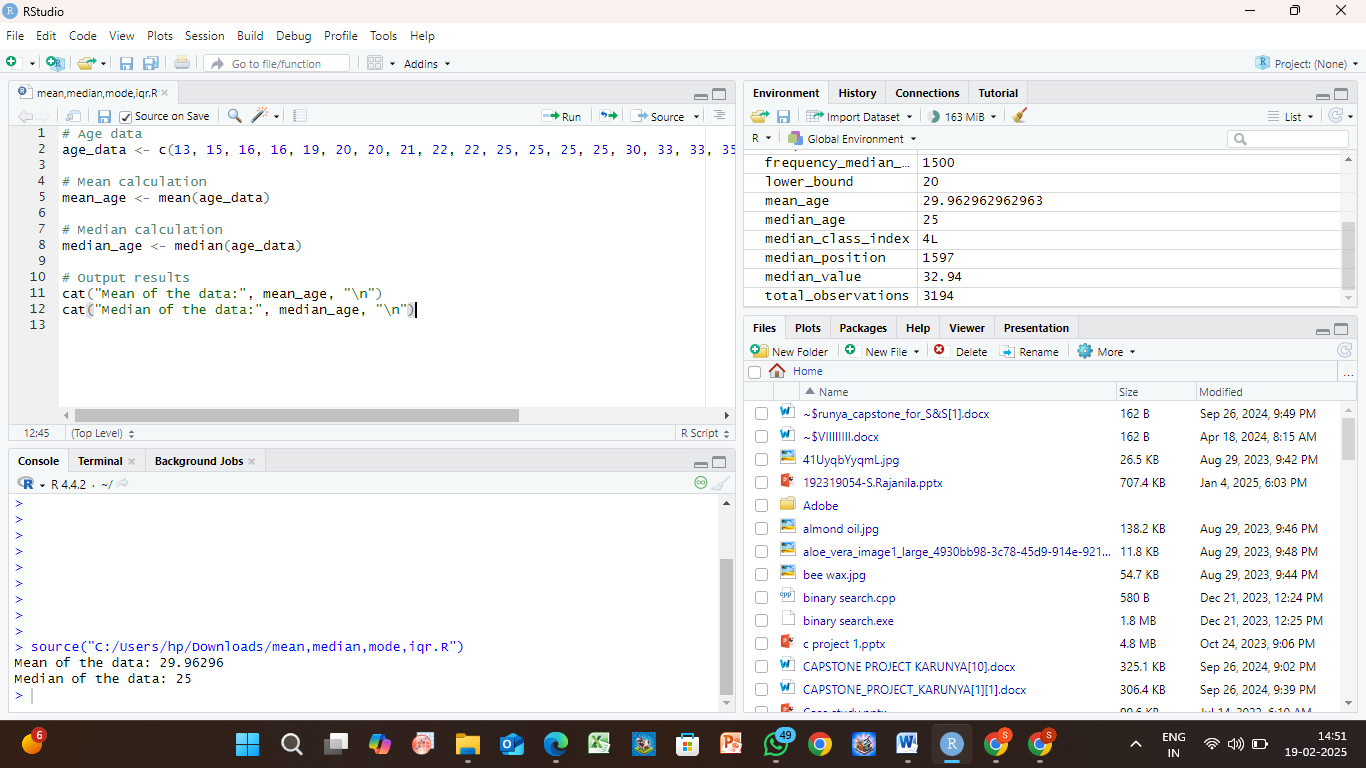 RStudio
File Edit Code View Plots Session Build Debug Profile Tools Help
Go to file/function Addins Project: (None)
mean,median,mode,iqr.R
Source on Save Run Source
1 # Age data
2 age_data <- c(13, 15, 16, 16, 19, 20, 20, 21, 22, 22, 25, 25, 25, 25, 30, 33, 33, 35
3
4 # Mean calculation
5 mean_age <- mean(age_data)
6
7 # Median calculation
8 median_age <- median(age_data)
9
10 # Output results
11 cat("Mean of the data:", mean_age, "\n")
12 cat("Median of the data:", median_age, "\n")
13
12:45 (Top Level) R Script
Console Terminal Background Jobs
R 4.4.2 · ~/
>
>
>
>
>
>
>
>
>
> source("C:/Users/hp/Downloads/mean,median,mode,iqr.R")
Mean of the data: 29.96296
Median of the data: 25
>
Environment History Connections Tutorial
Import Dataset 163 MiB List
R Global Environment
frequency_median_… 1500
lower_bound 20
mean_age 29.962962962963
median_age 25
median_class_index 4L
median_position 1597
median_value 32.94
total_observations 3194
Files Plots Packages Help Viewer Presentation
New Folder New File Delete Rename More
Home ...
Name Size Modified
~$runya_capstone_for_S&S[1].docx 162 B Sep 26, 2024, 9:49 PM
162 B Apr 18, 2024, 8:15 AM
41UyqbYyqmL.jpg 26.5 KB Aug 29, 2023, 9:42 PM
192319054-S.Rajanila.pptx 707.4 KB Jan 4, 2025, 6:03 PM
Adobe
almond oil.jpg 138.2 KB Aug 29, 2023, 9:46 PM
aloe_vera_image1_large_4930bb98-3c78-45d9-914e-921... 11.8 KB Aug 29, 2023, 9:48 PM
bee wax.jpg 54.7 KB Aug 29, 2023, 9:44 PM
binary search.cpp 580 B Dec 21, 2023, 12:24 PM
binary search.exe 1.8 MB Dec 21, 2023, 12:25 PM
c project 1.pptx 4.8 MB Oct 24, 2023, 9:06 PM
CAPSTONE PROJECT KARUNYA[10].docx 325.1 KB Sep 26, 2024, 9:02 PM
CAPSTONE_PROJECT_KARUNYA[1][1].docx 306.4 KB Sep 26, 2024, 9:39 PM
6
49
ENG
IN
14:51
19-02-2025